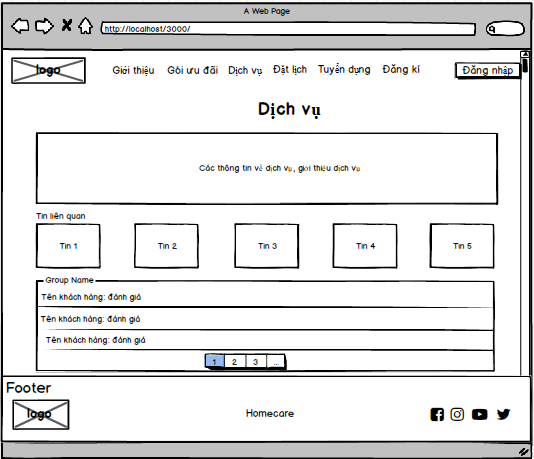 A Web Page
http://localhost/3000/
logo Giới thiệu Gói ưu đãi Dịch vụ Đặt lịch Tuyển dụng Đăng kí Đăng nhập
Dịch vụ
Các thông tin về dịch vụ, giới thiệu dịch vụ
Tin liên quan
Tin 1 Tin 2 Tin 3 Tin 4 Tin 5
Group Name
Tên khách hàng: đánh giá
Tên khách hàng: đánh giá
Tên khách hàng: đánh giá
1 2 3 ...
Footer
logo Homecare